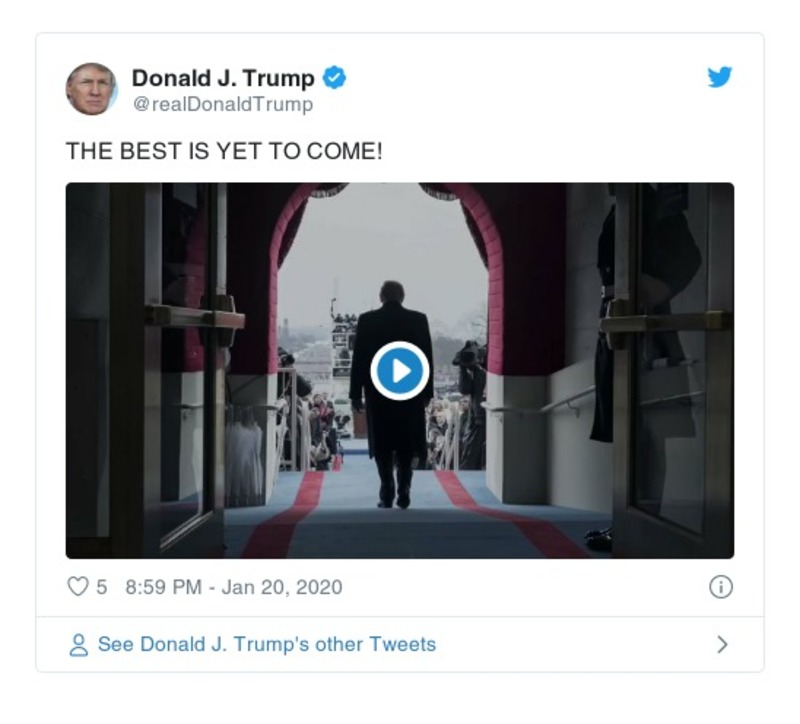 Donald J. Trump
@realDonaldTrump
THE BEST IS YET TO COME!
5 8:59 PM - Jan 20, 2020
See Donald J. Trump's other Tweets